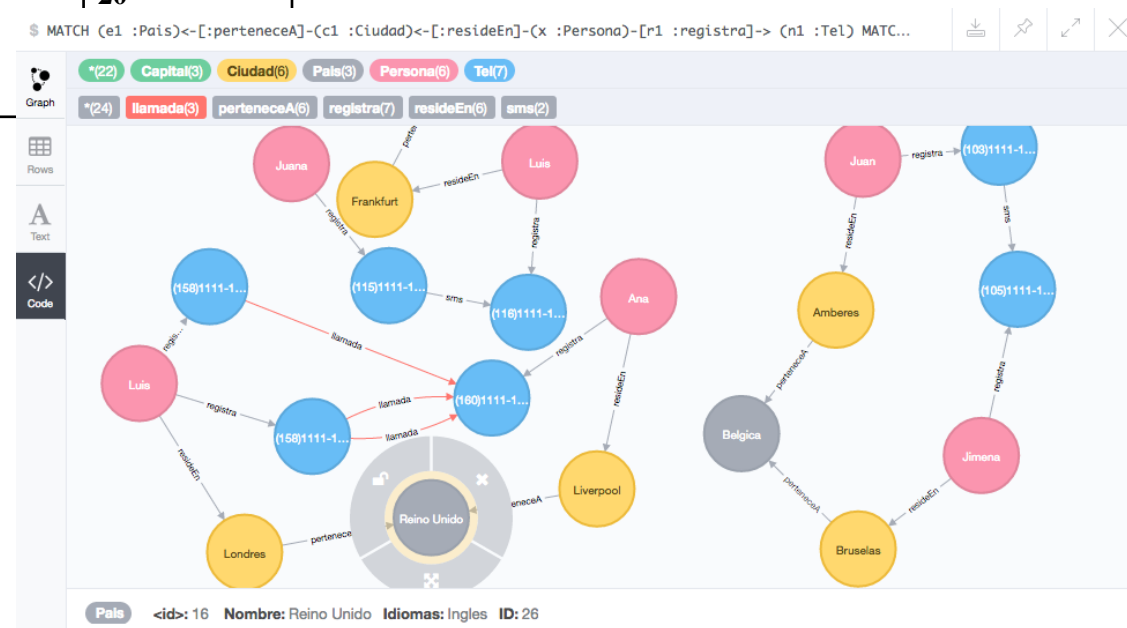 20
$ MATCH (e1 :Pais)<-[:perteneceA]-(c1 :Ciudad)<-[:resideEn]-(x :Persona)-[r1 :registra]-> (n1 :Tel) MATC...
*(22) Capital(3) Ciudad(6) Pais(3) Persona(6) Tel(7)
Graph
*(24) llamada(3) perteneceA(6) registra(7) resideEn(6) sms(2)
Rows
Text
Code
perte
Juana
Luis
Juan
registra
(103)1111-1...
resideEn
Frankfurt
registra
registra
resideEn
sms
(158)1111-1...
(115)1111-1...
sms
(116)1111-1...
Ana
Amberes
(105)1111-1...
llamada
regis...
registra
perteneceA
registra
Luis
registra
llamada
(160)1111-1...
resideEn
(158)1111-1...
llamada
Belgica
Jimena
resideEn
Liverpool
perteneceA
resideEn
eneceA
Reino Unido
pertenece
Londres
Bruselas
Pais <id>: 16 Nombre: Reino Unido Idiomas: Ingles ID: 26